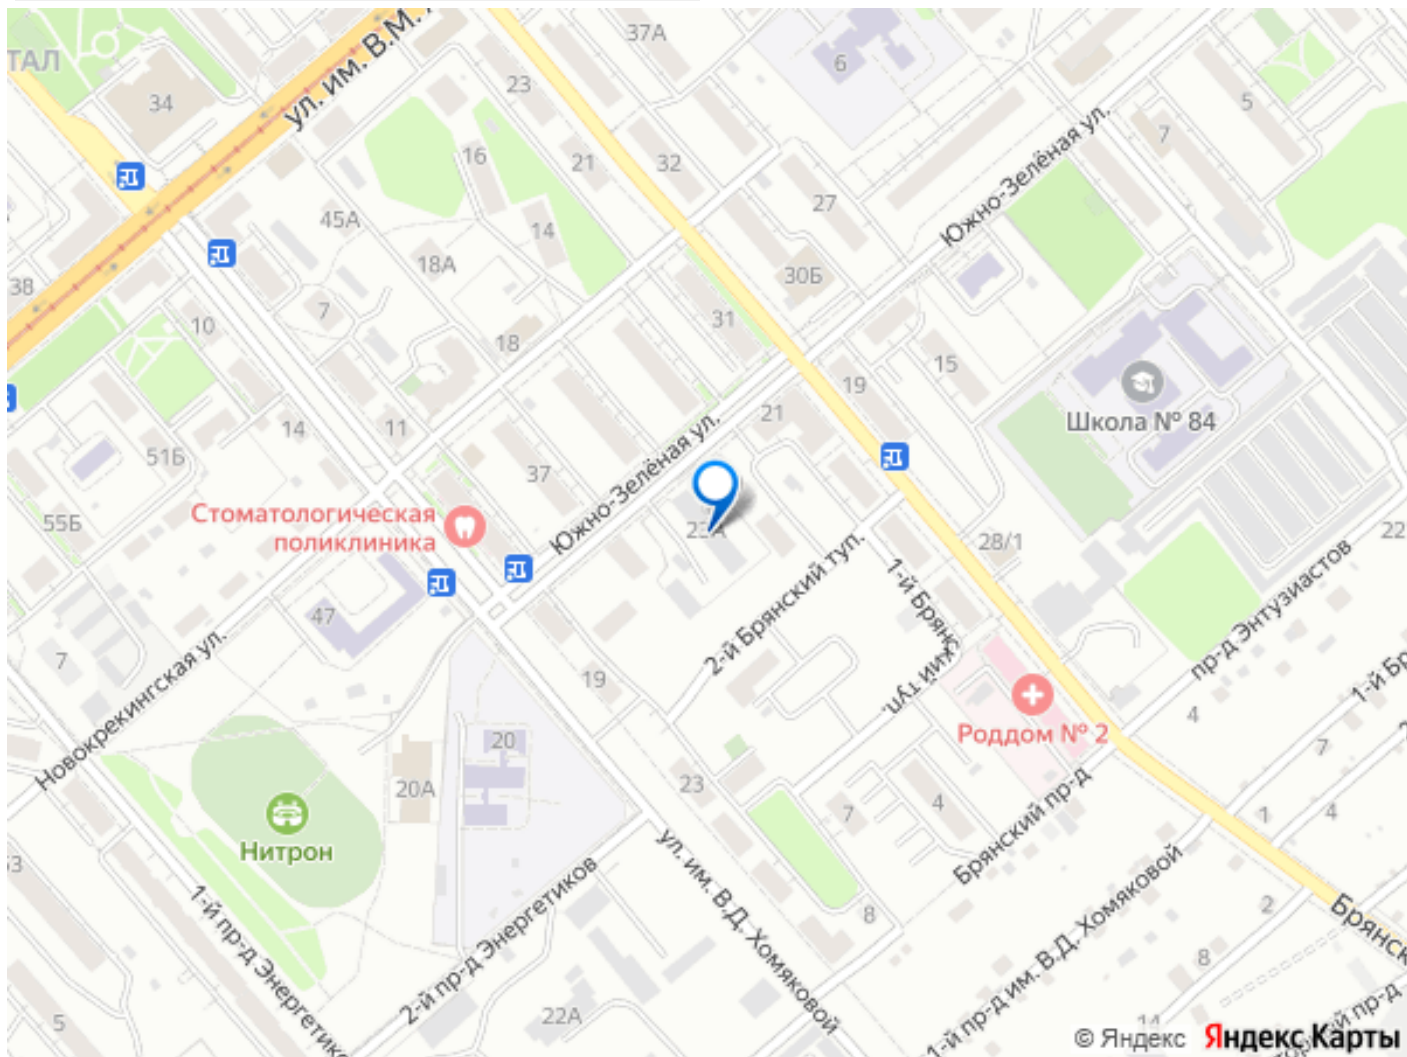 37А
ТАЛ
ул. им. В.М.
6
23
34
5
7
16
21
32
Южно-Зелёная ул.
45А
27
14
18А
30Б
38
7
10
18
31
15
19
Школа № 84
21
14
11
51Б
37
Южно-Зелёная ул.
Стоматологическая
поликлиника
55Б
28/1
22
2-й Брянский туп.
1-й Брянский туп.
пр-д Энтузиастов
47
7
Новокрекингская ул.
19
Роддом № 2
4
7
20
20А
23
7
4
1
4
Нитрон
Брянский пр-д
ул. им. В.Д. Хомяковой
1-й пр-д им. В.Д. Хомяковой
2-й пр-д Энергетиков
8
2
8
5
22А
14
© Яндекс Яндекс Карты